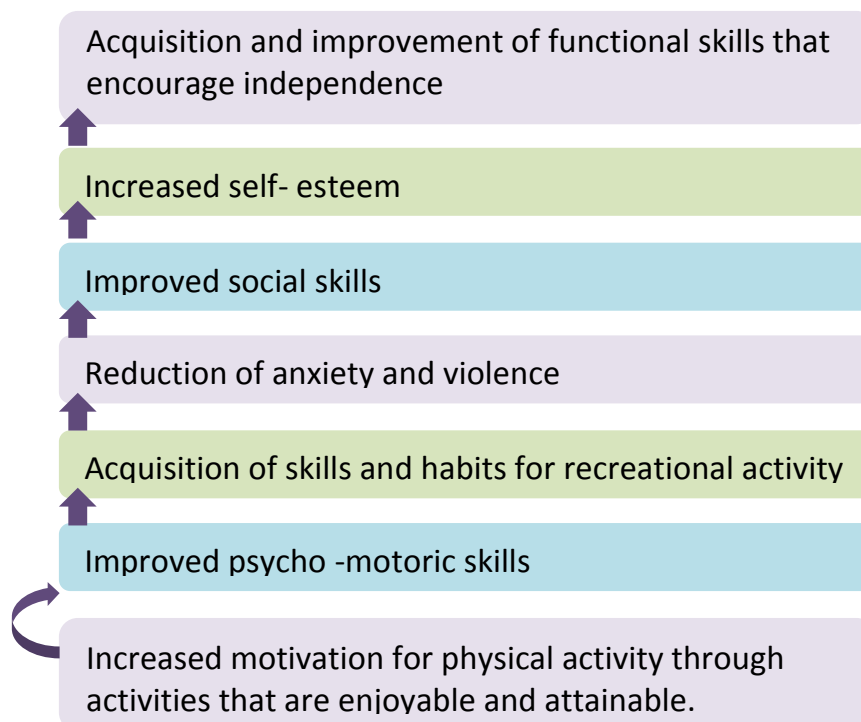 Acquisition and improvement of functional skills that
encourage independence
Increased self- esteem
Improved social skills
Reduction of anxiety and violence
Acquisition of skills and habits for recreational activity
Improved psycho -motoric skills
Increased motivation for physical activity through
activities that are enjoyable and attainable.